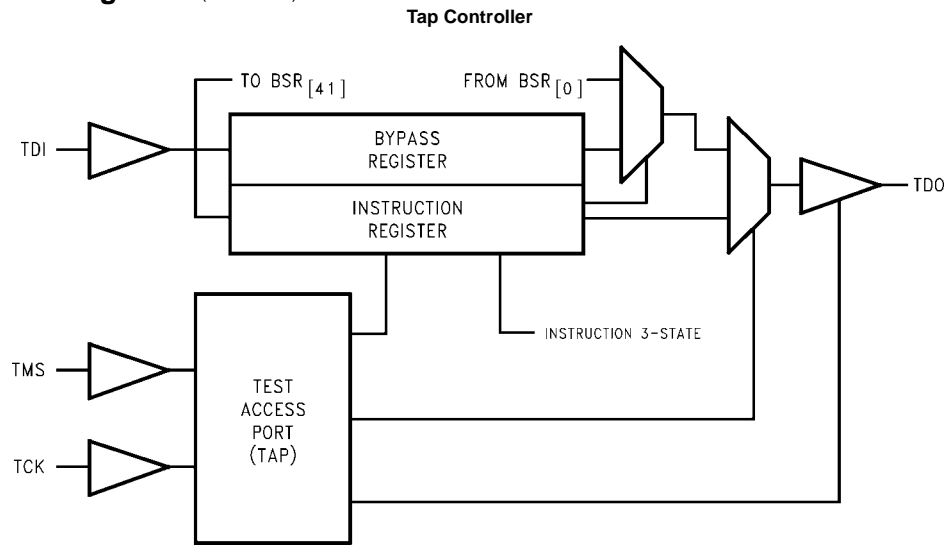 Tap Controller
TO BSR[41]
FROM BSR[0]
TDI
BYPASS
REGISTER
INSTRUCTION
REGISTER
TDO
INSTRUCTION 3-STATE
TMS
TEST
ACCESS
PORT
(TAP)
TCK